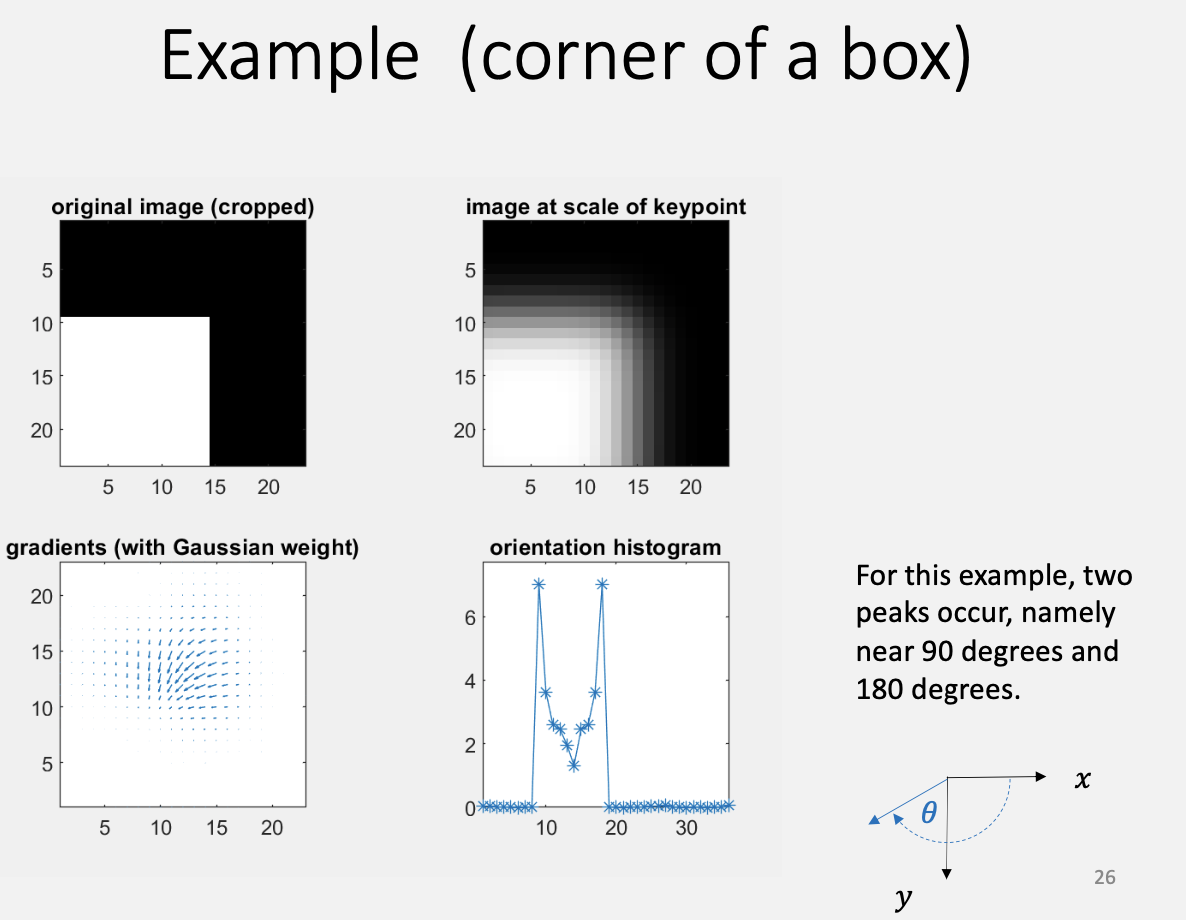 Example (corner of a box)
original image (cropped)
5
10
15
20
5 10 15 20
image at scale of keypoint
5
10
15
20
5 10 15 20
gradients (with Gaussian weight)
20
15
10
5
5 10 15 20
orientation histogram
6
4
2
0
10 20 30
For this example, two
peaks occur, namely
near 90 degrees and
180 degrees.
x
θ
y
26